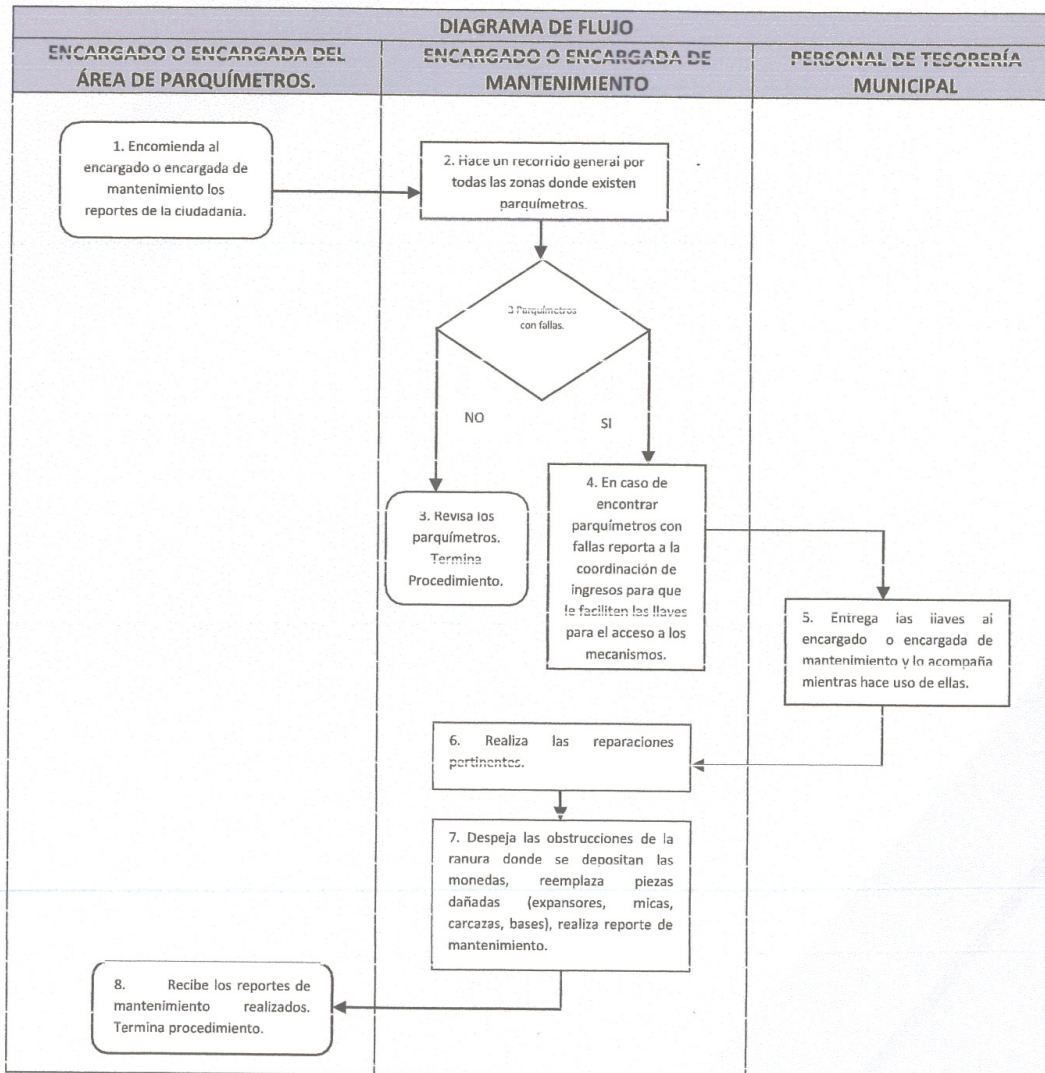 DIAGRAMA DE FLUJO
ENCARGADO O ENCARGADA DEL
ÁREA DE PARQUÍMETROS.
ENCARGADO O ENCARGADA DE
MANTENIMIENTO
PERSONAL DE TESORERÍA
MUNICIPAL
1. Encomienda al
encargado o encargada de
mantenimiento los
reportes de la ciudadanía.
2. Hace un recorrido general por
todas las zonas donde existen
parquímetros.
3 Parquímetros
con fallas.
NO
SI
3. Revisa los
parquímetros.
Termina
Procedimiento.
4. En caso de
encontrar
parquímetros con
fallas reporta a la
coordinación de
ingresos para que
le faciliten las llaves
para el acceso a los
mecanismos.
5. Entrega las llaves al
encargado o encargada de
mantenimiento y lo acompaña
mientras hace uso de ellas.
6. Realiza las reparaciones
pertinentes.
7. Despeja las obstrucciones de la
ranura donde se depositan las
monedas, reemplaza piezas
dañadas (expansores, micas,
carcazas, bases), realiza reporte de
mantenimiento.
8. Recibe los reportes de
mantenimiento realizados.
Termina procedimiento.